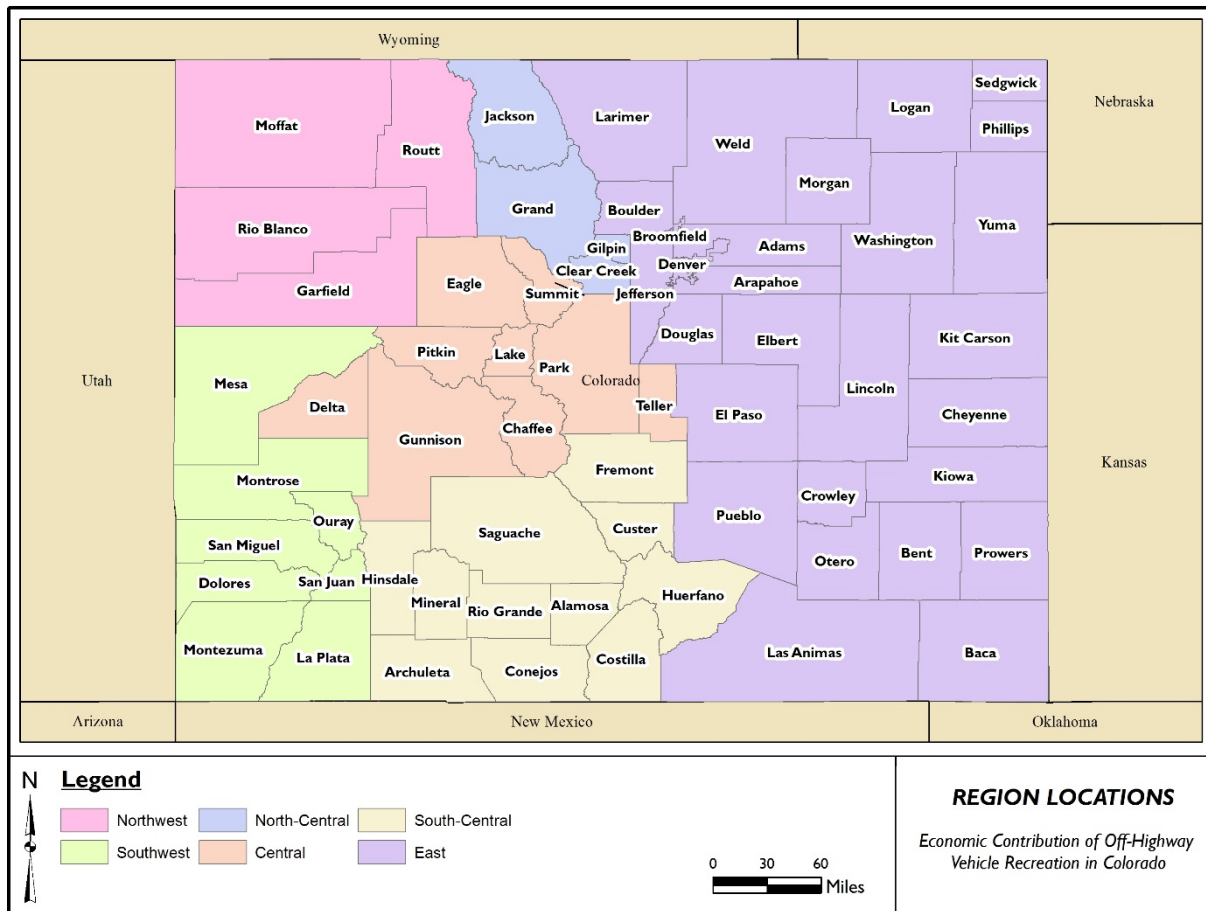 Wyoming
Nebraska
Utah
Colorado
Kansas
Arizona
New Mexico
Oklahoma
Moffat
Routt
Jackson
Larimer
Weld
Logan
Sedgwick
Phillips
Morgan
Rio Blanco
Grand
Boulder
Broomfield
Gilpin
Adams
Washington
Yuma
Clear Creek
Denver
Arapahoe
Garfield
Eagle
Summit
Jefferson
Douglas
Elbert
Kit Carson
Mesa
Pitkin
Lake
Park
Lincoln
Delta
Teller
El Paso
Cheyenne
Gunnison
Chaffee
Fremont
Montrose
Kiowa
Crowley
Ouray
Saguache
Custer
Pueblo
San Miguel
Otero
Bent
Prowers
Dolores
San Juan
Hinsdale
Mineral
Rio Grande
Alamosa
Huerfano
Montezuma
La Plata
Archuleta
Conejos
Costilla
Las Animas
Baca
N
Legend
Northwest
North-Central
South-Central
Southwest
Central
East
0 30 60
Miles
REGION LOCATIONS
Economic Contribution of Off-Highway
Vehicle Recreation in Colorado